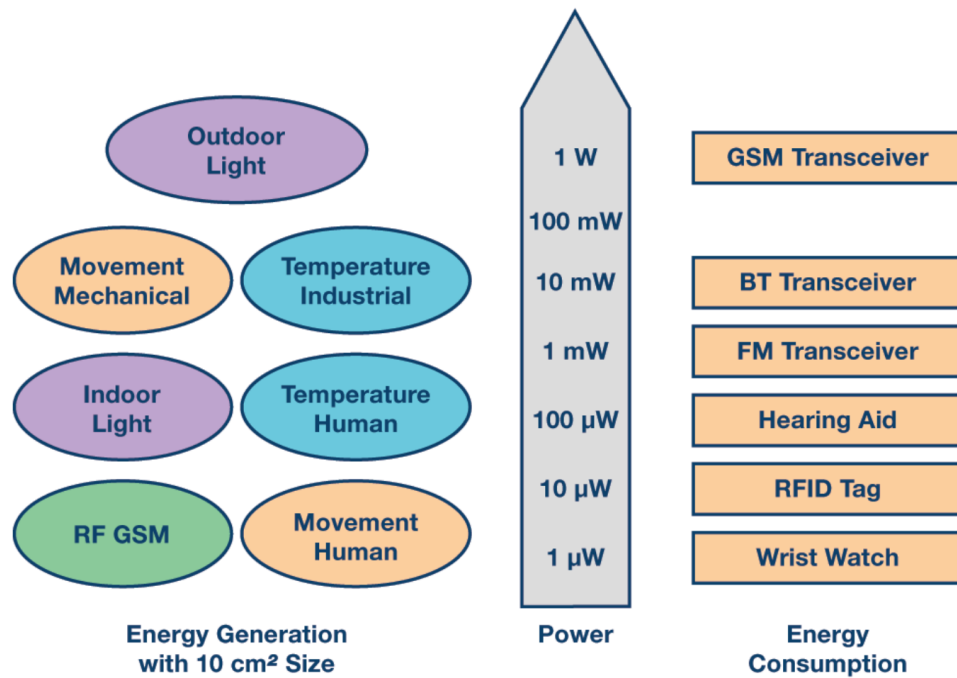 Outdoor
Light
Movement
Mechanical
Temperature
Industrial
Indoor
Light
Temperature
Human
RF GSM
Movement
Human
Energy Generation
with 10 cm² Size
1 W
100 mW
10 mW
1 mW
100 µW
10 µW
1 µW
Power
GSM Transceiver
BT Transceiver
FM Transceiver
Hearing Aid
RFID Tag
Wrist Watch
Energy
Consumption